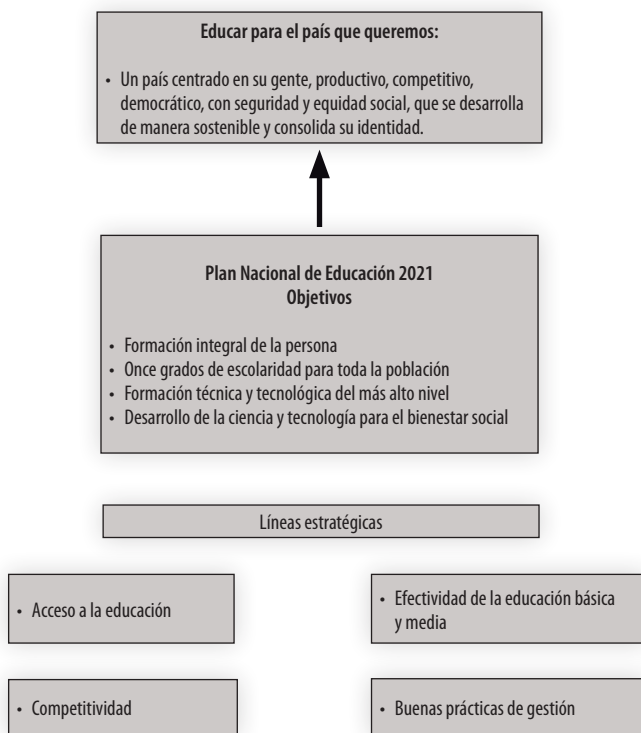 Educar para el país que queremos:
• Un país centrado en su gente, productivo, competitivo,
democrático, con seguridad y equidad social, que se desarrolla
de manera sostenible y consolida su identidad.
Plan Nacional de Educación 2021
Objetivos
• Formación integral de la persona
• Once grados de escolaridad para toda la población
• Formación técnica y tecnológica del más alto nivel
• Desarrollo de la ciencia y tecnología para el bienestar social
Líneas estratégicas
• Acceso a la educación
• Efectividad de la educación básica
y media
• Competitividad
• Buenas prácticas de gestión